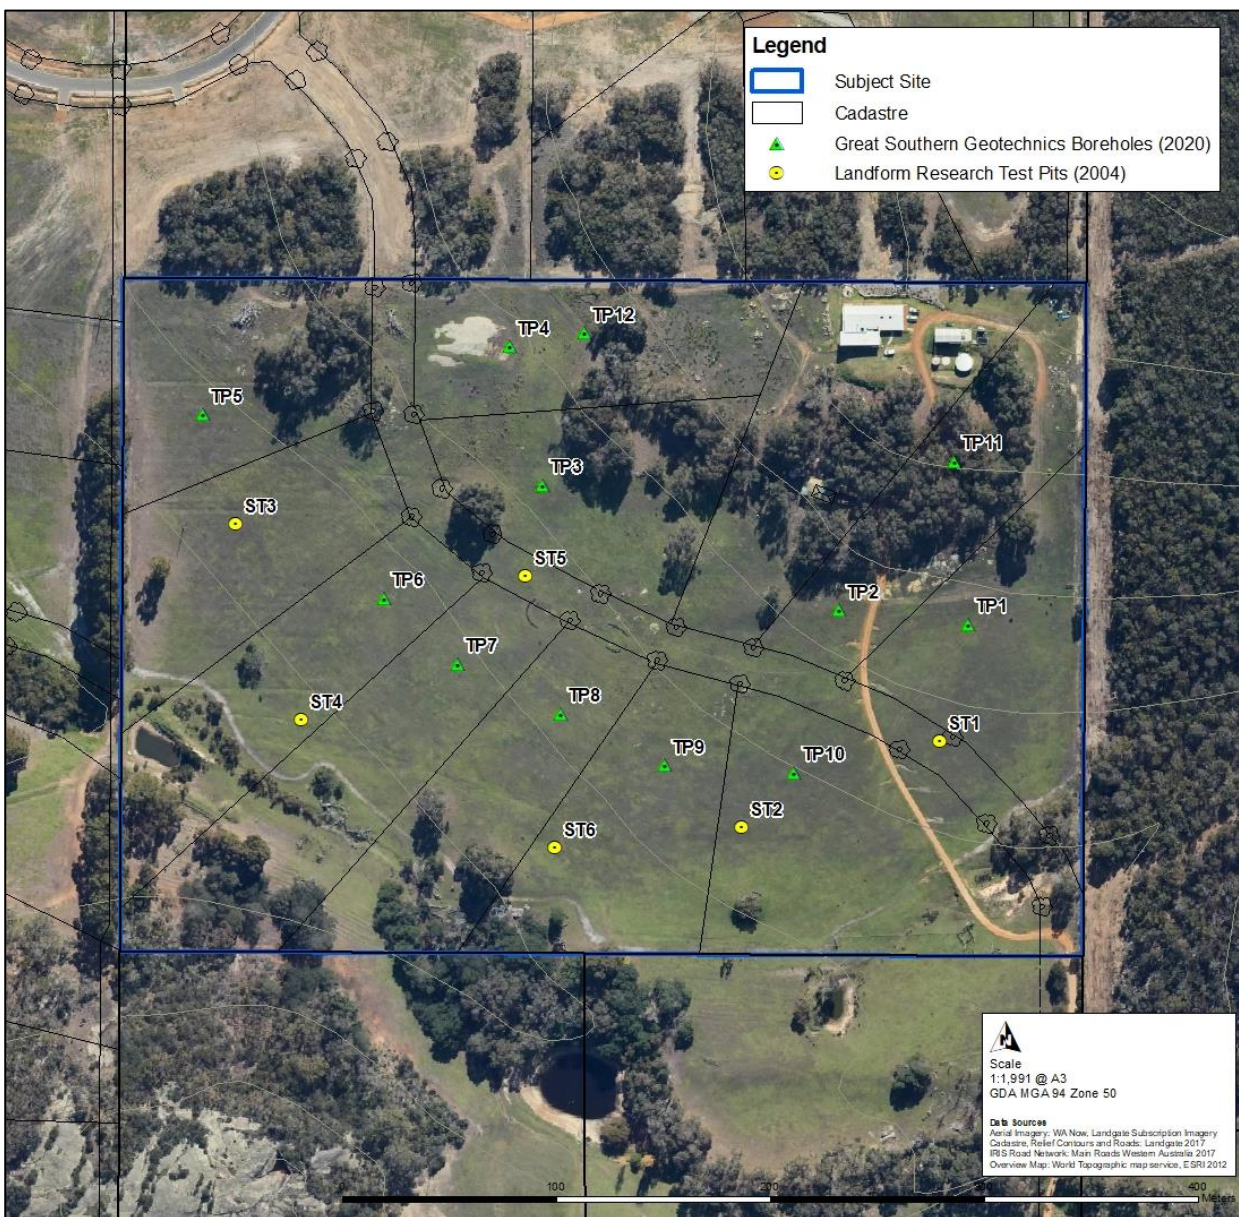 Legend
Subject Site
Cadastre
Great Southern Geotechnics Boreholes (2020)
Landform Research Test Pits (2004)
TP12
TP4
TP5
TP11
TP3
ST3
ST5
TP6
TP2
TP1
TP7
ST4
TP8
ST1
TP9
TP10
ST2
ST6
N
Scale
1:1,991 @ A3
GDA MGA 94 Zone 50
Data Sources
Aerial Imagery: WA Now, Landgate Subscription Imagery
Cadastre, Relief Contours and Roads: Landgate 2017
IRIS Road Network: Main Roads Western Australia 2017
Overview Map: World Topographic map service, ESRI 2012
100
200
400
Meters